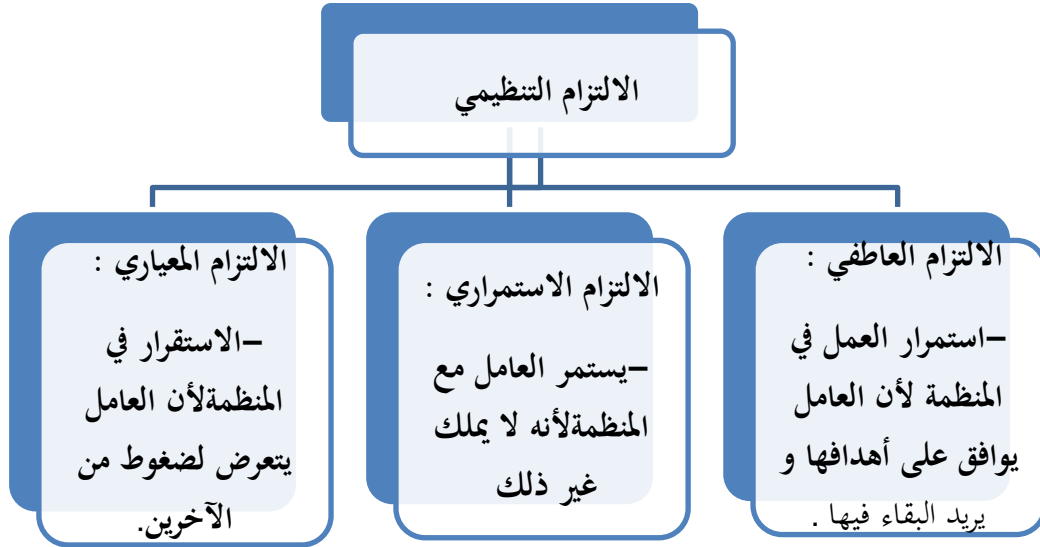 الالتزام التنظيمي
الالتزام العاطفي :
–استمرار العمل في
المنظمة لأن العامل
يوافق على أهدافها و
يريد البقاء فيها .
الالتزام الاستمراري :
–يستمر العامل مع
المنظمةلأنه لا يملك
غير ذلك
الالتزام المعياري :
–الاستقرار في
المنظمةلأن العامل
يتعرض لضغوط من
الآخرين.